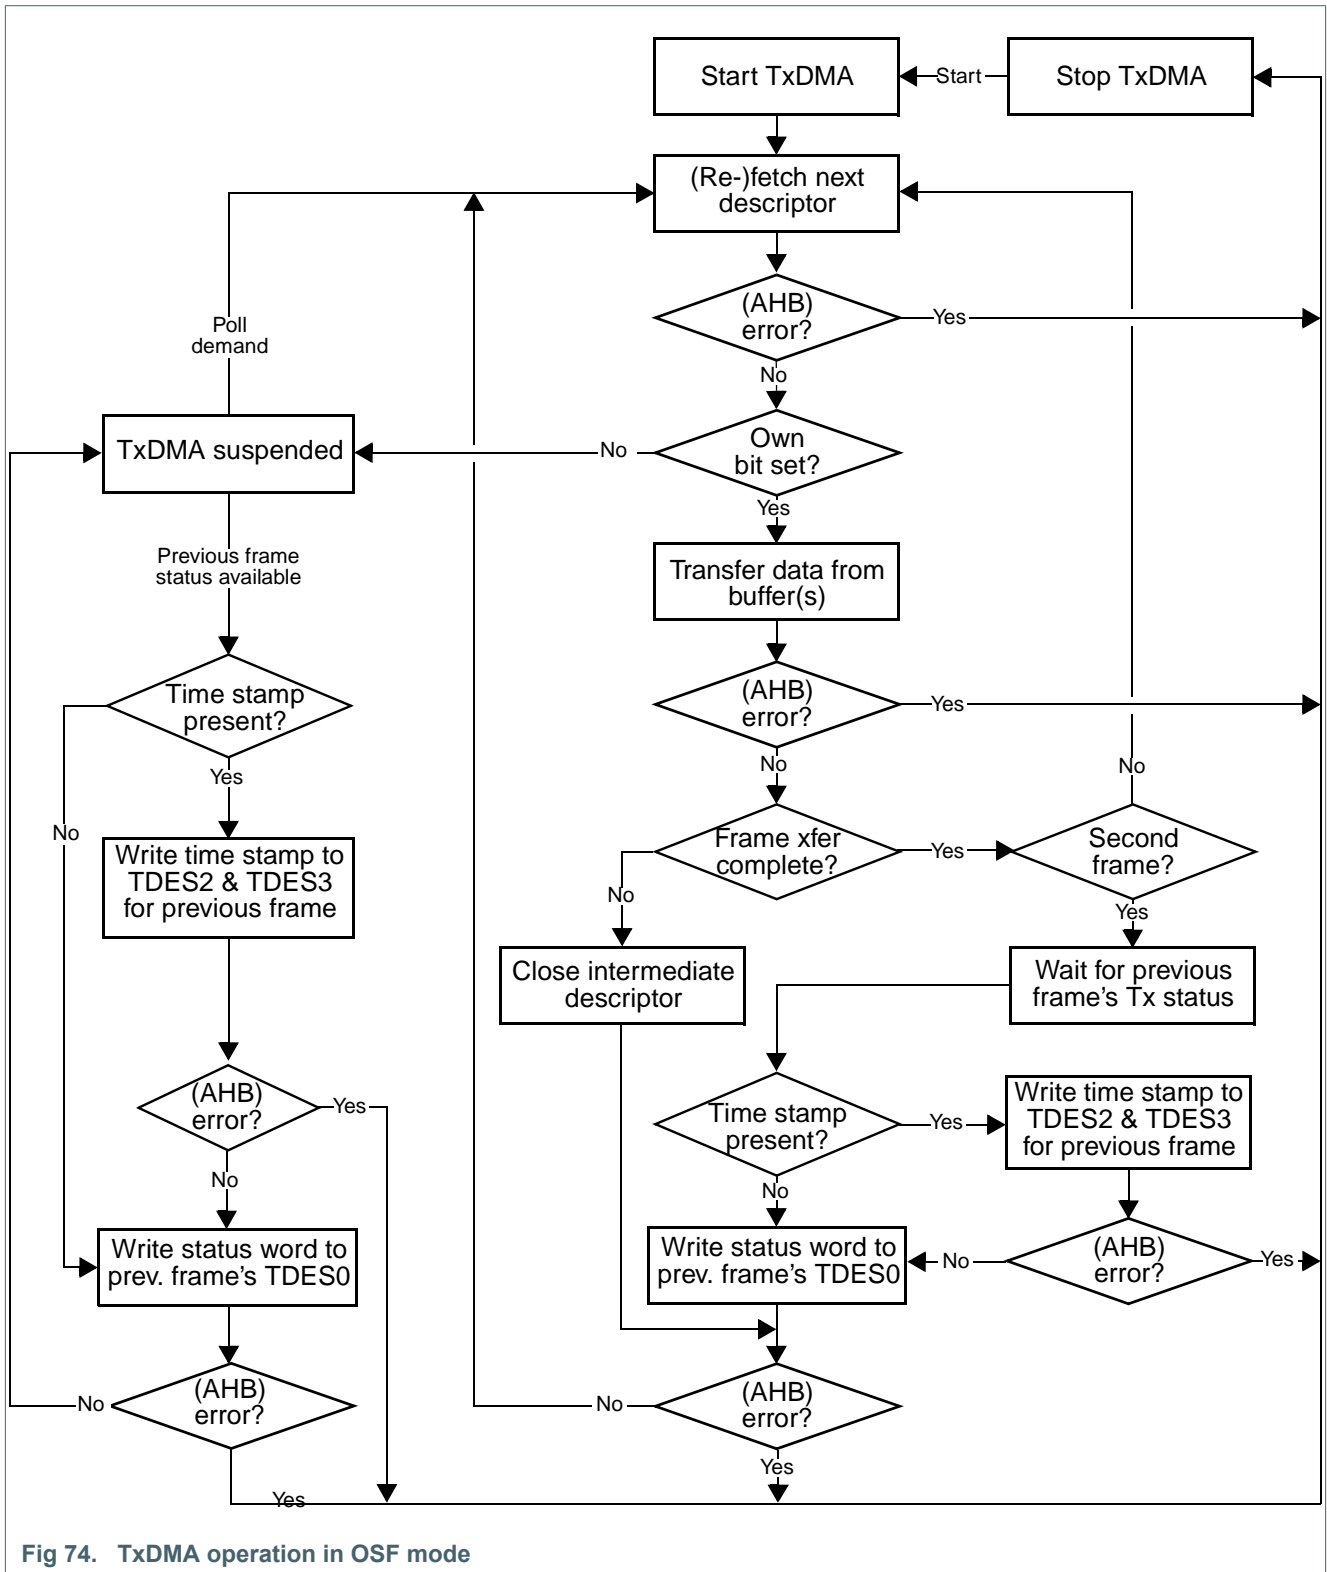 Start TxDMA
Start
Stop TxDMA
(Re-)fetch next
descriptor
(AHB)
error?
Yes
No
Poll
demand
TxDMA suspended
No
Own
bit set?
Yes
Previous frame
status available
Transfer data from
buffer(s)
Time stamp
present?
(AHB)
error?
Yes
No
No
Yes
No
Frame xfer
complete?
Yes
Second
frame?
Write time stamp to
TDES2 & TDES3
for previous frame
No
Yes
Close intermediate
descriptor
Wait for previous
frame's Tx status
(AHB)
error?
Yes
No
Time stamp
present?
Yes
Write time stamp to
TDES2 & TDES3
for previous frame
No
Write status word to
prev. frame's TDES0
Write status word to
prev. frame's TDES0
No
(AHB)
error?
Yes
No
(AHB)
error?
Yes
No
(AHB)
error?
Yes
Fig 74. TxDMA operation in OSF mode